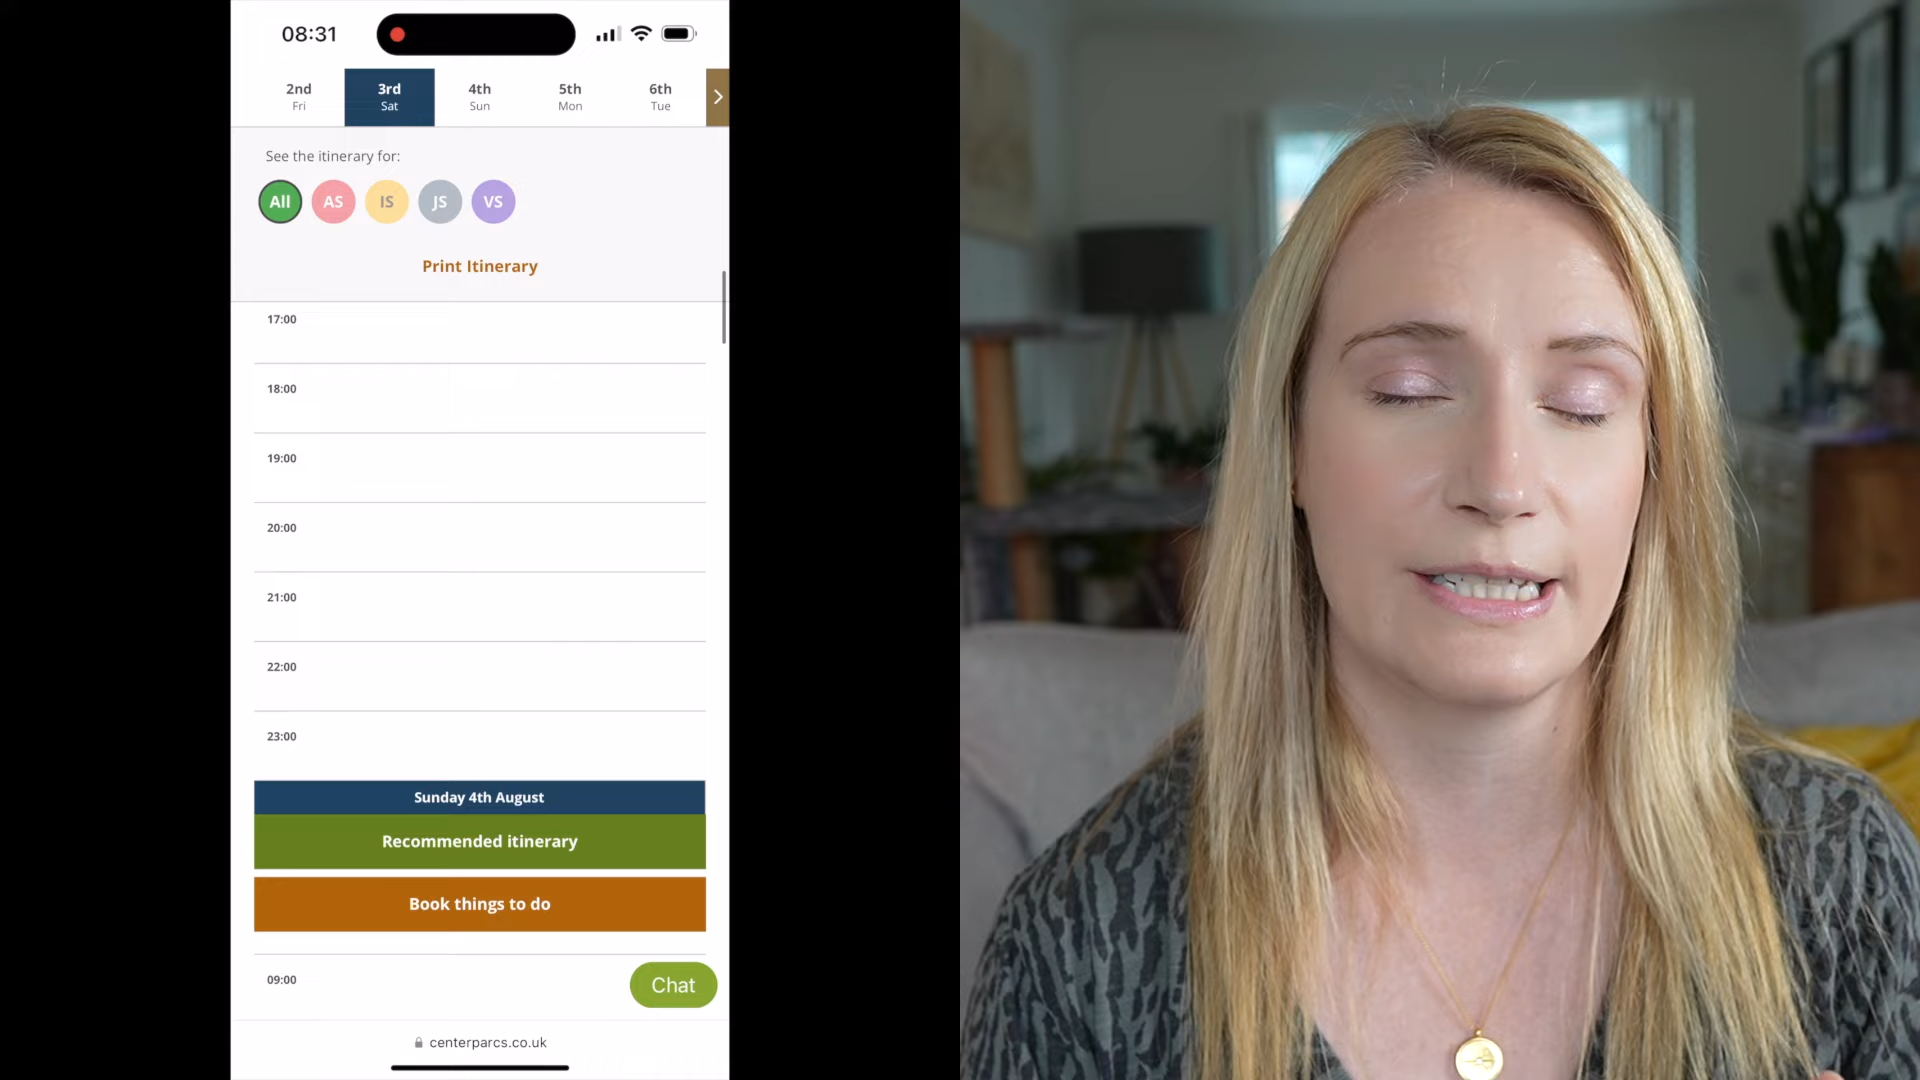 08:31
2nd 3rd 4th 5th 6th
Fri Sat Sun Mon Tue
See the itinerary for:
All AS IS JS VS
Print Itinerary
17:00
18:00
19:00
20:00
21:00
22:00
23:00
Sunday 4th August
Recommended itinerary
Book things to do
09:00
Chat
centerparcs.co.uk